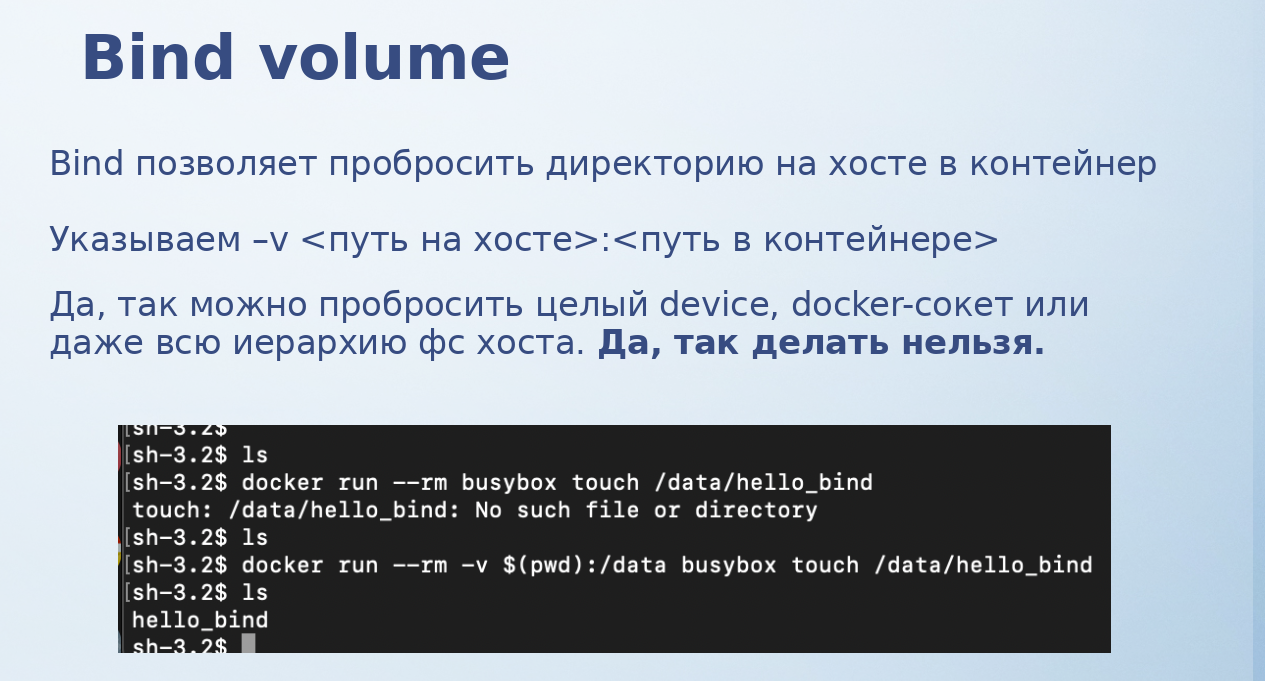 Bind volume
Bind позволяет пробросить директорию на хосте в контейнер
Указываем –v <путь на хосте>:<путь в контейнере>
Да, так можно пробросить целый device, docker-сокет или
даже всю иерархию фс хоста. Да, так делать нельзя.
[sh-3.2$
[sh-3.2$ ls
[sh-3.2$ docker run --rm busybox touch /data/hello_bind
touch: /data/hello_bind: No such file or directory
[sh-3.2$ ls
[sh-3.2$ docker run --rm -v $(pwd):/data busybox touch /data/hello_bind
[sh-3.2$ ls
hello_bind
sh-3.2$